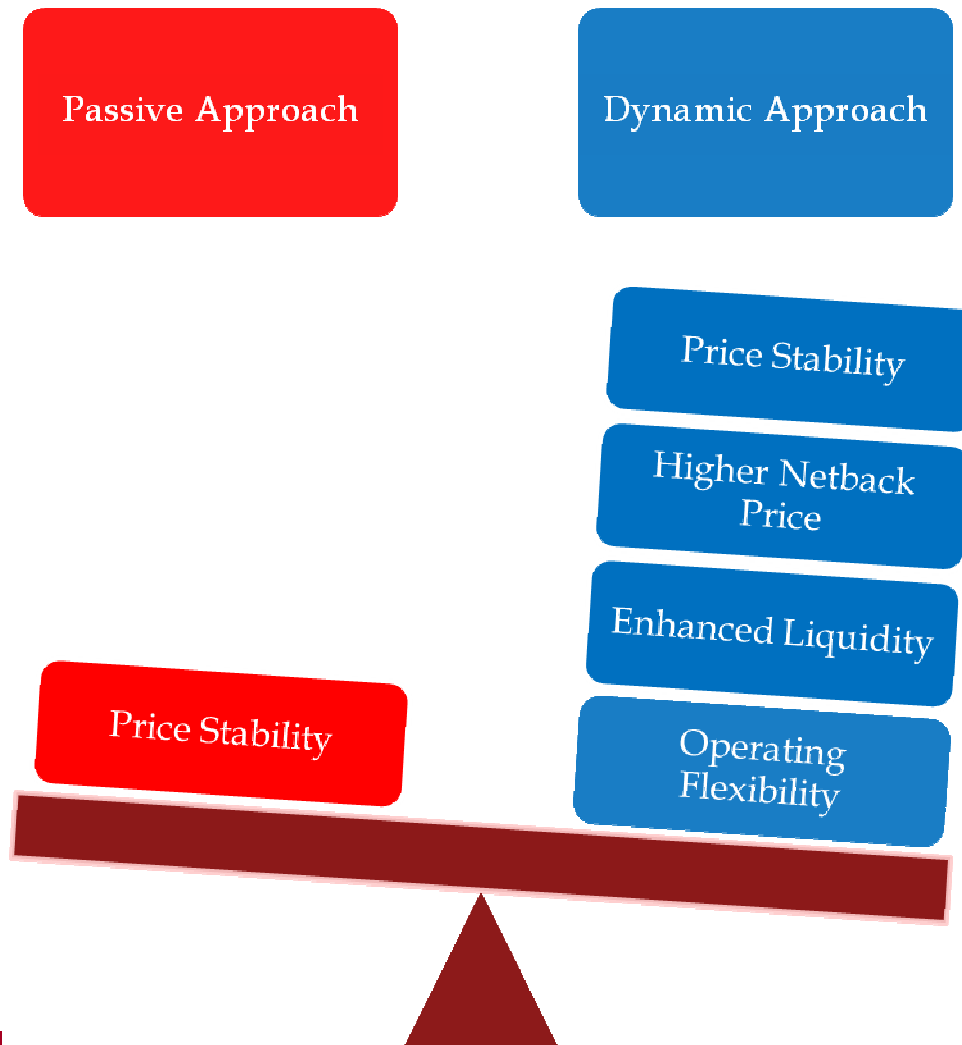 Passive Approach
Dynamic Approach
Price Stability
Higher Netback
Price
Enhanced Liquidity
Operating
Flexibility
Price Stability